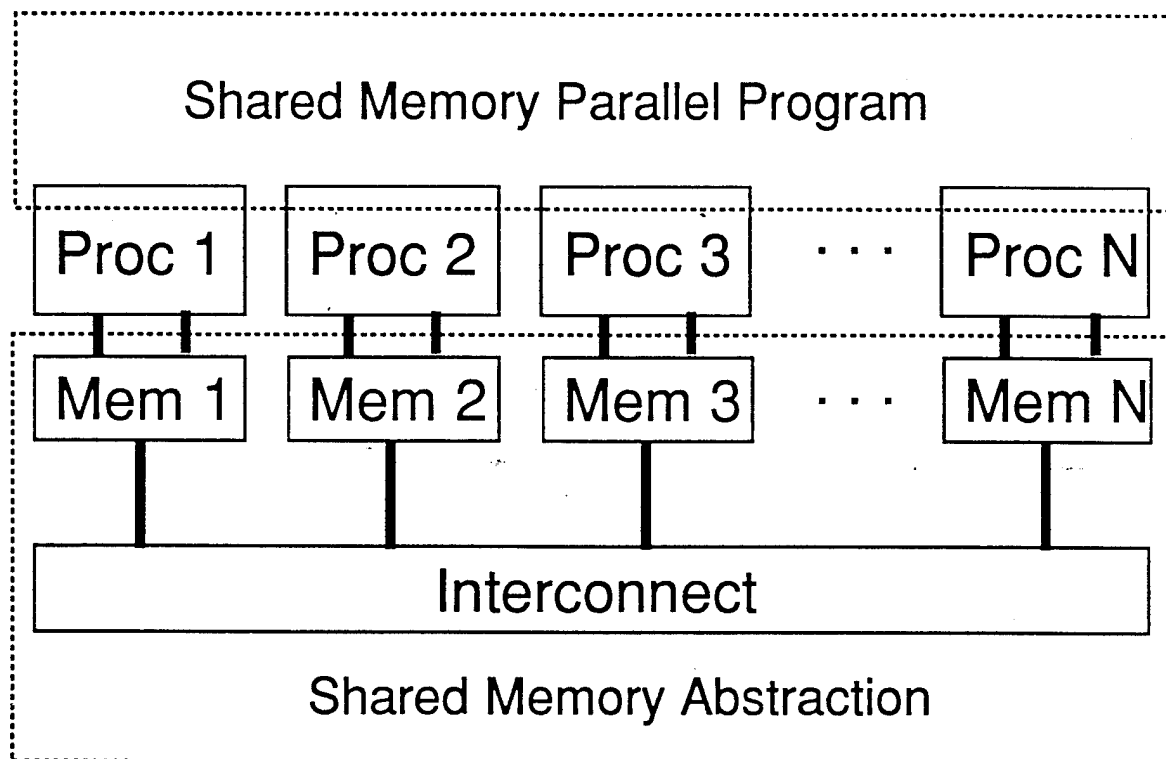 Shared Memory Parallel Program
Proc 1 Proc 2 Proc 3 . . . Proc N
Mem 1 Mem 2 Mem 3 . . . Mem N
Interconnect
Shared Memory Abstraction